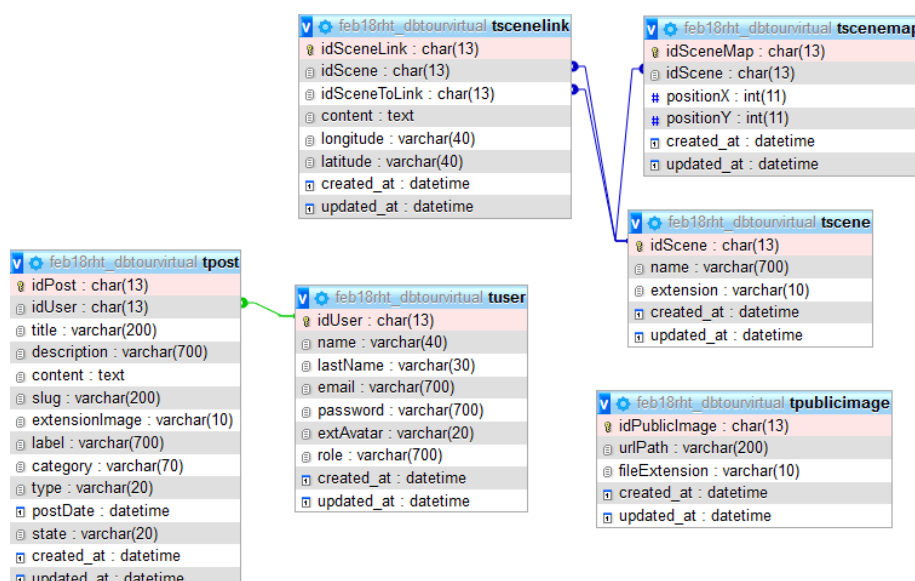 feb18rht_dbtourvirtual tscenelink
idSceneLink : char(13)
idScene : char(13)
idSceneToLink : char(13)
content : text
longitude : varchar(40)
latitude : varchar(40)
created_at : datetime
updated_at : datetime
feb18rht_dbtourvirtual tscenemap
idSceneMap : char(13)
idScene : char(13)
# positionX : int(11)
# positionY : int(11)
created_at : datetime
updated_at : datetime
feb18rht_dbtourvirtual tscene
idScene : char(13)
name : varchar(700)
extension : varchar(10)
created_at : datetime
updated_at : datetime
feb18rht_dbtourvirtual tpost
idPost : char(13)
idUser : char(13)
title : varchar(200)
description : varchar(700)
content : text
slug : varchar(200)
extensionImage : varchar(10)
label : varchar(700)
category : varchar(70)
type : varchar(20)
postDate : datetime
state : varchar(20)
created_at : datetime
updated_at : datetime
feb18rht_dbtourvirtual tuser
idUser : char(13)
name : varchar(40)
lastName : varchar(30)
email : varchar(700)
password : varchar(700)
extAvatar : varchar(20)
role : varchar(700)
created_at : datetime
updated_at : datetime
feb18rht_dbtourvirtual tpublicimage
idPublicImage : char(13)
urlPath : varchar(200)
fileExtension : varchar(10)
created_at : datetime
updated_at : datetime